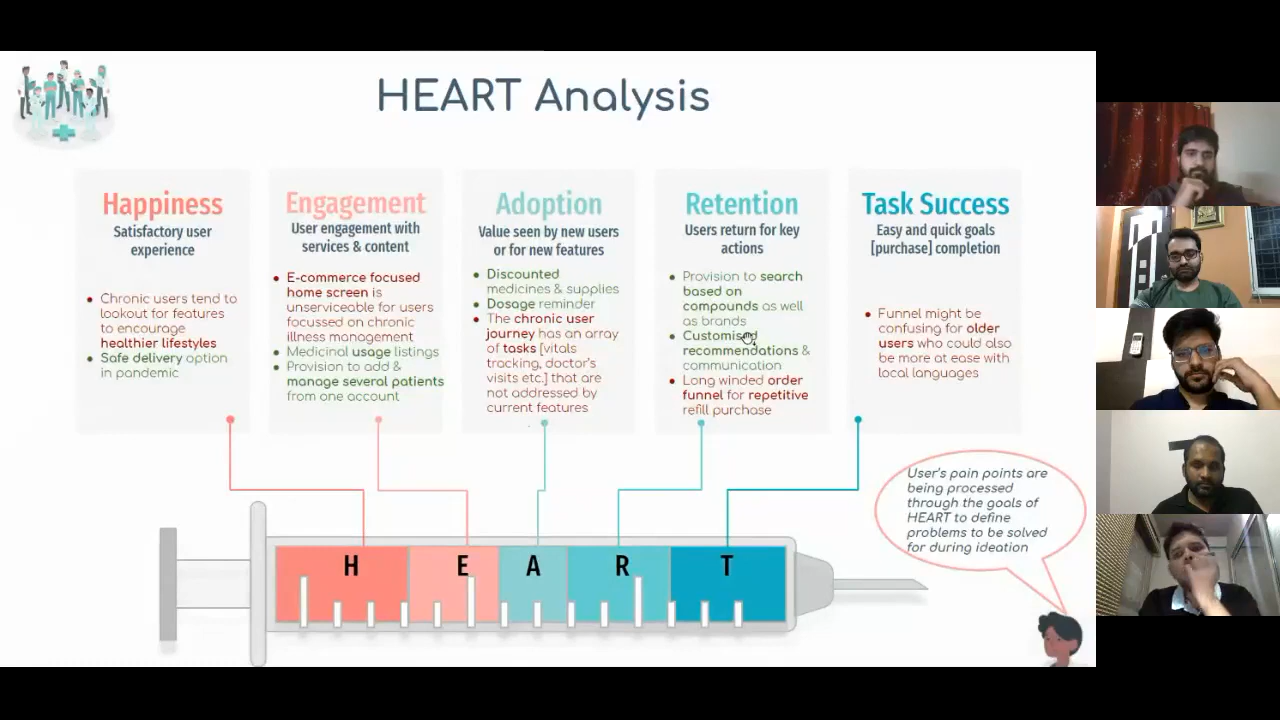 HEART Analysis
Happiness
Satisfactory user
experience
Chronic users tend to
lookout for features
to encourage
healthier lifestyles
Safe delivery option
in pandemic
Engagement
User engagement with
services & content
E-commerce focused
home screen is
unserviceable for users
focussed on chronic
illness management
Medicinal usage listings
Provision to add &
manage several patients
from one account
Adoption
Value seen by new users
or for new features
Discounted
medicines & supplies
Dosage reminder
The chronic user
journey has an array
of tasks [vitals
tracking, doctor's
visits etc.] that are
not addressed by
current features
Retention
Users return for key
actions
Provision to search
based on
compounds as well
as brands
Customised
recommendations &
communication
Long winded order
funnel for repetitive
refill purchase
Task Success
Easy and quick goals
[purchase] completion
Funnel might be
confusing for older
users who could also
be more at ease with
local languages
User's pain points are
being processed
through the goals of
HEART to define
problems to be solved
for during ideation
H E A R T